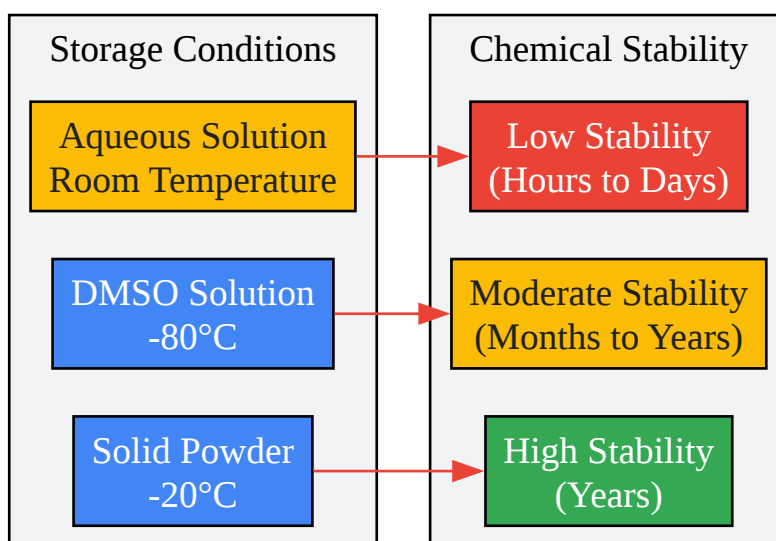 Storage Conditions
Chemical Stability
Aqueous Solution
Room Temperature
Low Stability
(Hours to Days)
DMSO Solution
-80°C
Moderate Stability
(Months to Years)
Solid Powder
-20°C
High Stability
(Years)